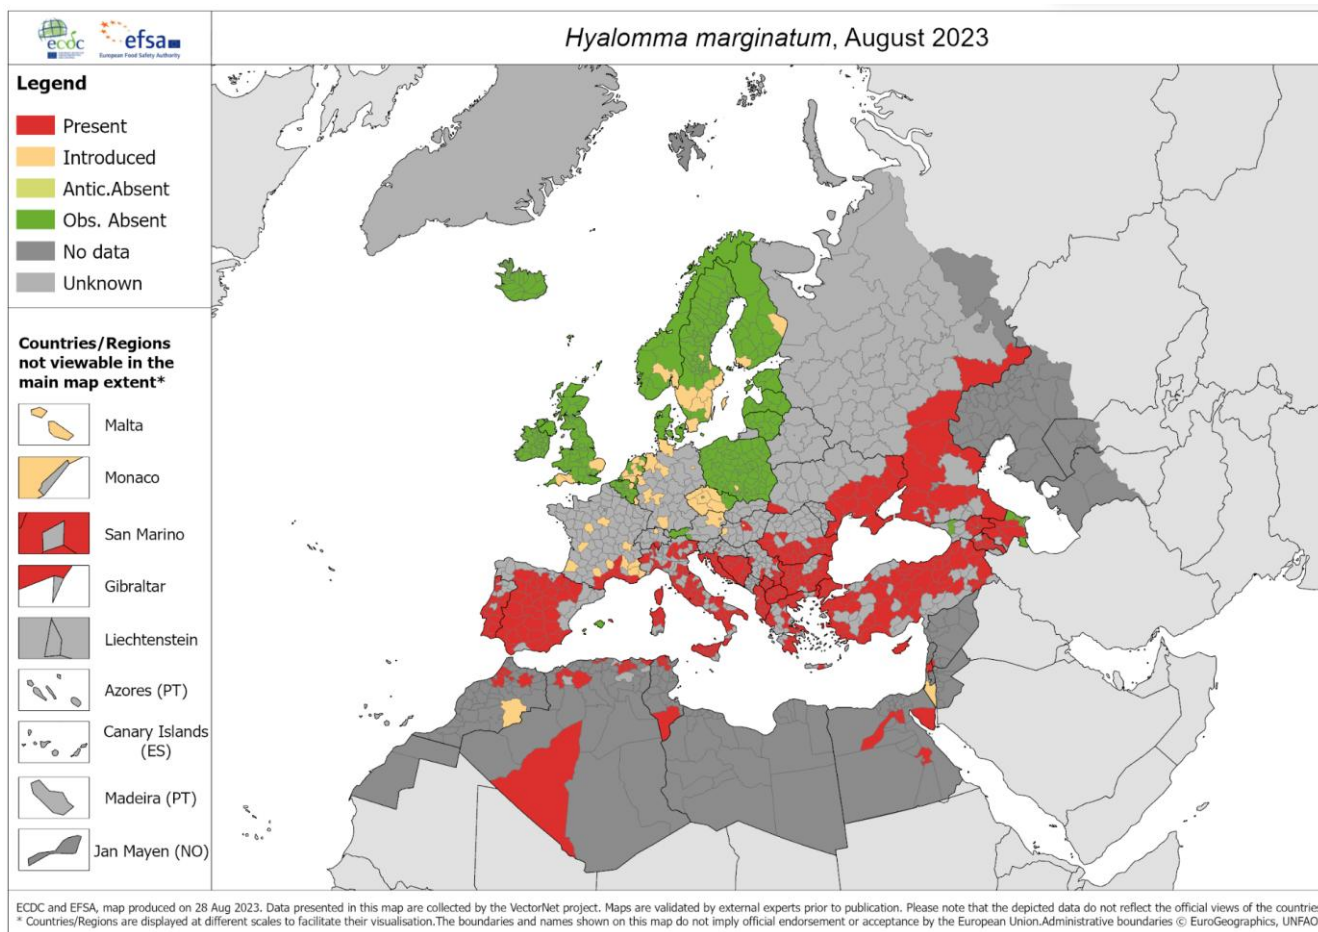 ecdc
efsa
European Food Safety Authority
Hyalomma marginatum, August 2023
Legend
Present
Introduced
Antic.Absent
Obs. Absent
No data
Unknown
Countries/Regions
not viewable in the
main map extent*
Malta
Monaco
San Marino
Gibraltar
Liechtenstein
Azores (PT)
Canary Islands
(ES)
Madeira (PT)
Jan Mayen (NO)
ECDC and EFSA, map produced on 28 Aug 2023. Data presented in this map are collected by the VectorNet project. Maps are validated by external experts prior to publication. Please note that the depicted data do not reflect the official views of the countries
* Countries/Regions are displayed at different scales to facilitate their visualisation.The boundaries and names shown on this map do not imply official endorsement or acceptance by the European Union.Administrative boundaries © EuroGeographics, UNFAO